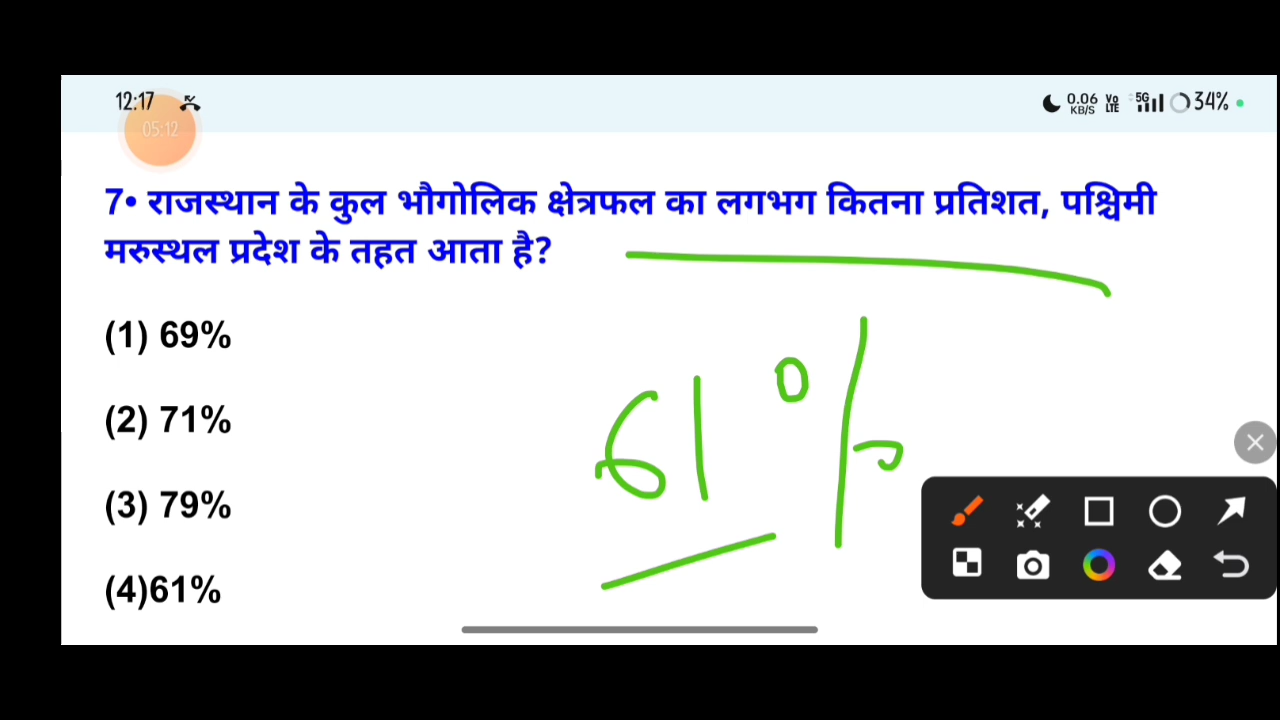 12:17
05:12
0.06 KB/S Vo LTE 5G 34%
7• राजस्थान के कुल भौगोलिक क्षेत्रफल का लगभग कितना प्रतिशत, पश्चिमी
मरुस्थल प्रदेश के तहत आता है?
(1) 69%
(2) 71%
(3) 79%
(4)61%
61%